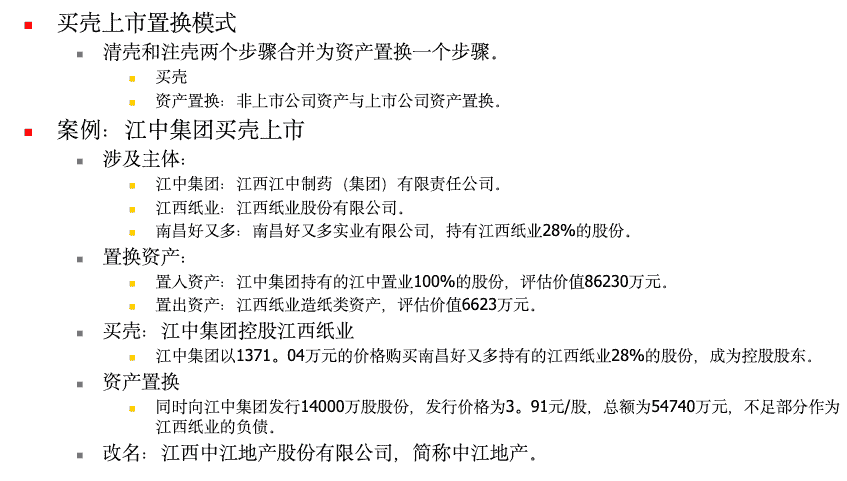 买壳上市置换模式
清壳和注壳两个步骤合并为资产置换一个步骤。
买壳
资产置换：非上市公司资产与上市公司资产置换。
案例：江中集团买壳上市
涉及主体：
江中集团：江西江中制药（集团）有限责任公司。
江西纸业：江西纸业股份有限公司。
南昌好又多：南昌好又多实业有限公司，持有江西纸业28%的股份。
置换资产：
置入资产：江中集团持有的江中置业100%的股份，评估价值86230万元。
置出资产：江西纸业造纸类资产，评估价值6623万元。
买壳：江中集团控股江西纸业
江中集团以1371。04万元的价格购买南昌好又多持有的江西纸业28%的股份，成为控股股东。
资产置换
同时向江中集团发行14000万股股份，发行价格为3。91元/股，总额为54740万元，不足部分作为
江西纸业的负债。
改名：江西中江地产股份有限公司，简称中江地产。